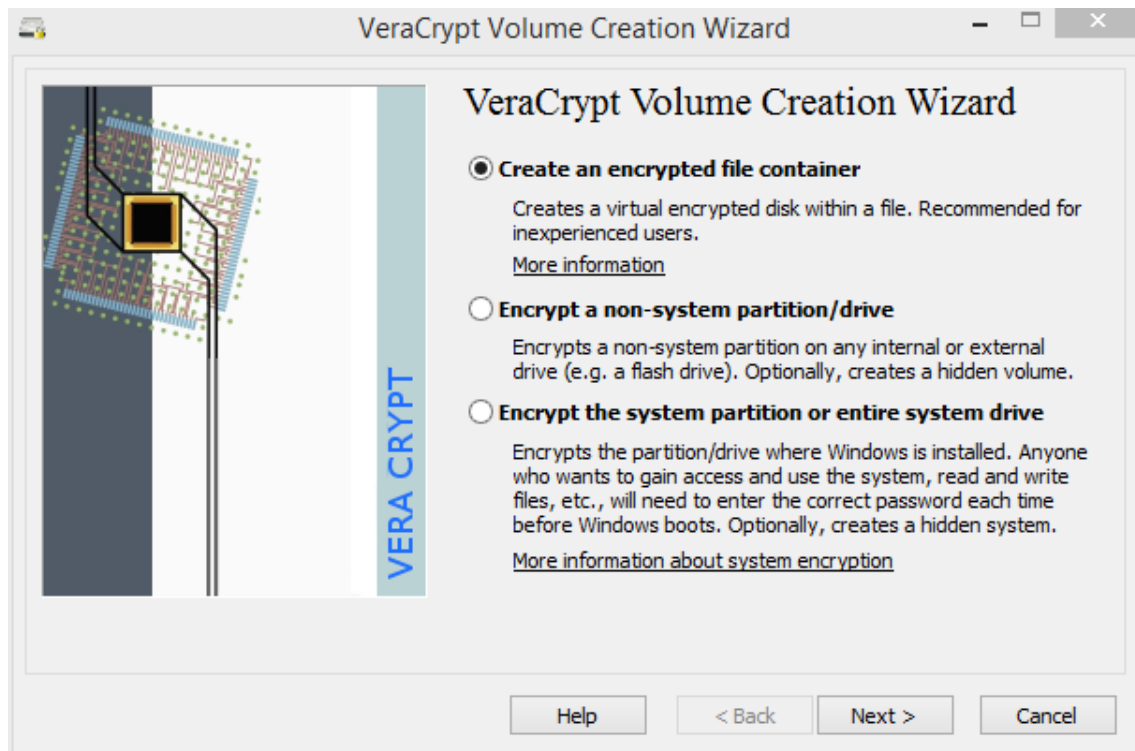 VeraCrypt Volume Creation Wizard
VERA CRYPT
VeraCrypt Volume Creation Wizard
Create an encrypted file container
Creates a virtual encrypted disk within a file. Recommended for
inexperienced users.
More information
Encrypt a non-system partition/drive
Encrypts a non-system partition on any internal or external
drive (e.g. a flash drive). Optionally, creates a hidden volume.
Encrypt the system partition or entire system drive
Encrypts the partition/drive where Windows is installed. Anyone
who wants to gain access and use the system, read and write
files, etc., will need to enter the correct password each time
before Windows boots. Optionally, creates a hidden system.
More information about system encryption
Help
< Back
Next >
Cancel